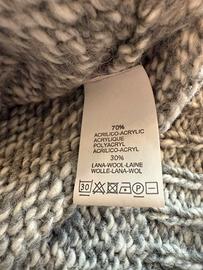 70%
ACRILICO-ACRYLIC
ACRYLIQUE
POLYACRYL
ACRILICO-ACRYL
30%
LANA-WOOL-LAINE
WOLLE-LANA-WOL
30 P